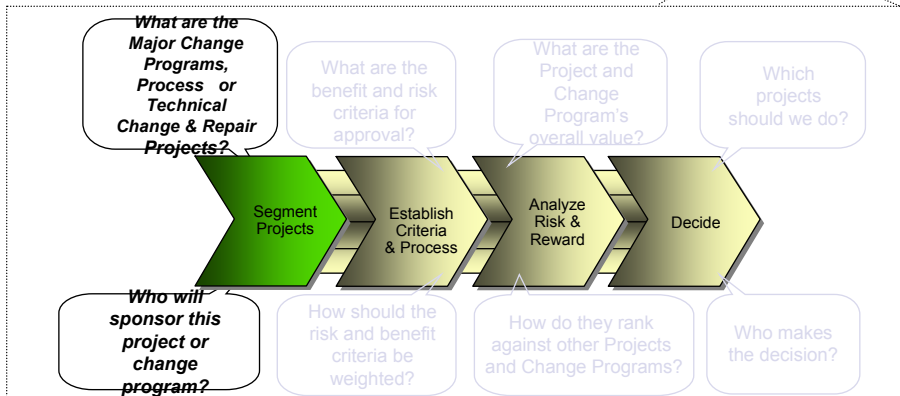 What are the
Major Change
Programs,
Process or
Technical
Change & Repair
Projects?
What are the
benefit and risk
criteria for
approval?
What are the
Project and
Change
Program's
overall value?
Which
projects
should we do?
Segment
Projects
Establish
Criteria
& Process
Analyze
Risk &
Reward
Decide
Who will
sponsor this
project or
change
program?
How should the
risk and benefit
criteria be
weighted?
How do they rank
against other Projects
and Change Programs?
Who makes
the decision?